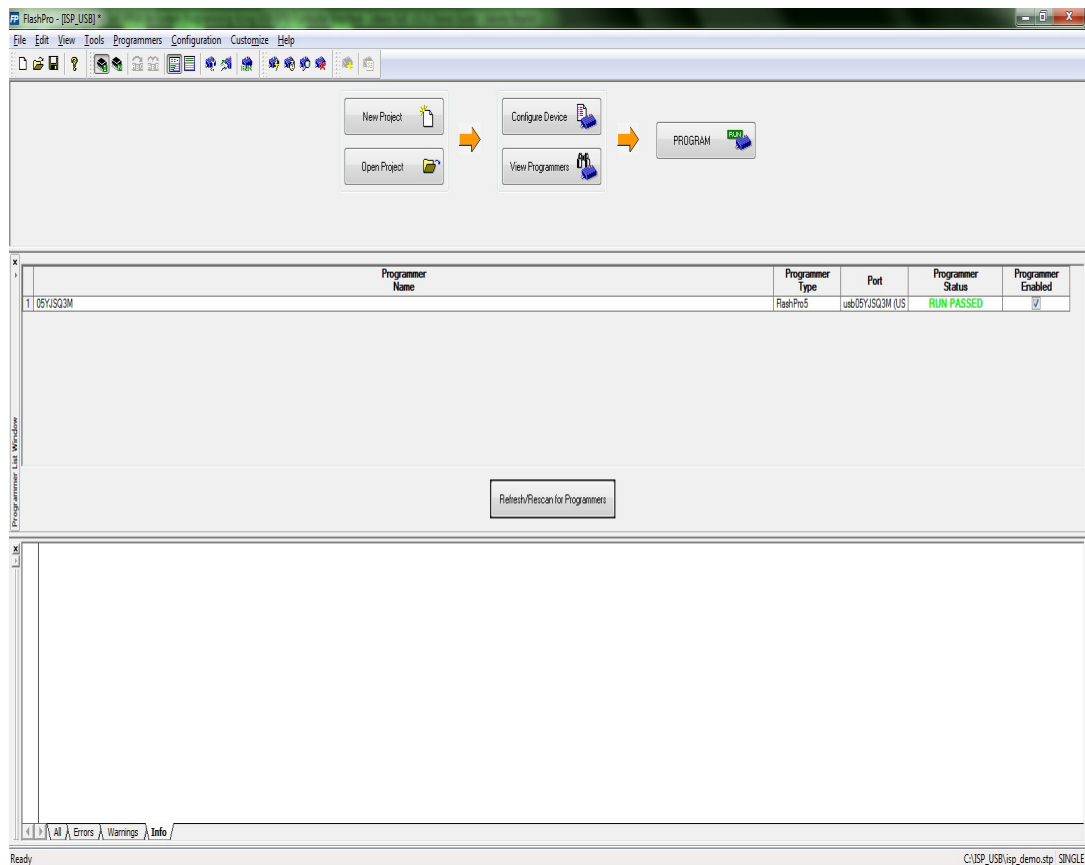 FP FlashPro - [ISP_USB] *
File Edit View Tools Programmers Configuration Customize Help
New Project
Configure Device
RUN
PROGRAM
Open Project
View Programmers
Programmer Name
Programmer Type
Port
Programmer Status
Programmer Enabled
1 05YJSQ3M FlashPro5 usb05YJSQ3M (US RUN PASSED
Programmer List Window
Refresh/Rescan for Programmers
All Errors Warnings Info
Ready C:\ISP_USB\isp_demo.stp SINGLE